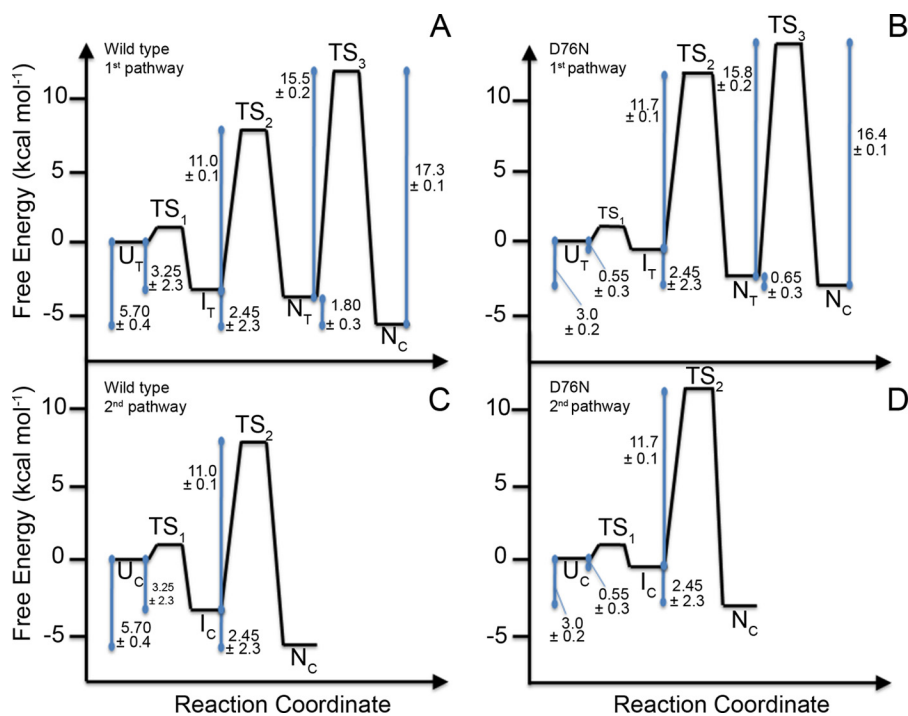 A
Wild type
1st pathway
Free Energy (kcal mol-1)
10
5
0
-5
UT
TS1
IT
TS2
NT
TS3
NC
5.70
± 0.4
3.25
± 2.3
11.0
± 0.1
2.45
± 2.3
15.5
± 0.2
1.80
± 0.3
17.3
± 0.1
B
D76N
1st pathway
10
5
0
-5
UT
TS1
IT
TS2
NT
TS3
NC
3.0
± 0.2
0.55
± 0.3
11.7
± 0.1
2.45
± 2.3
15.8
± 0.2
0.65
± 0.3
16.4
± 0.1
C
Wild type
2nd pathway
Free Energy (kcal mol-1)
10
5
0
-5
UC
TS1
IC
TS2
NC
5.70
± 0.4
3.25
± 2.3
11.0
± 0.1
2.45
± 2.3
Reaction Coordinate
D
D76N
2nd pathway
10
5
0
-5
UC
TS1
IC
TS2
NC
3.0
± 0.2
0.55
± 0.3
11.7
± 0.1
2.45
± 2.3
Reaction Coordinate